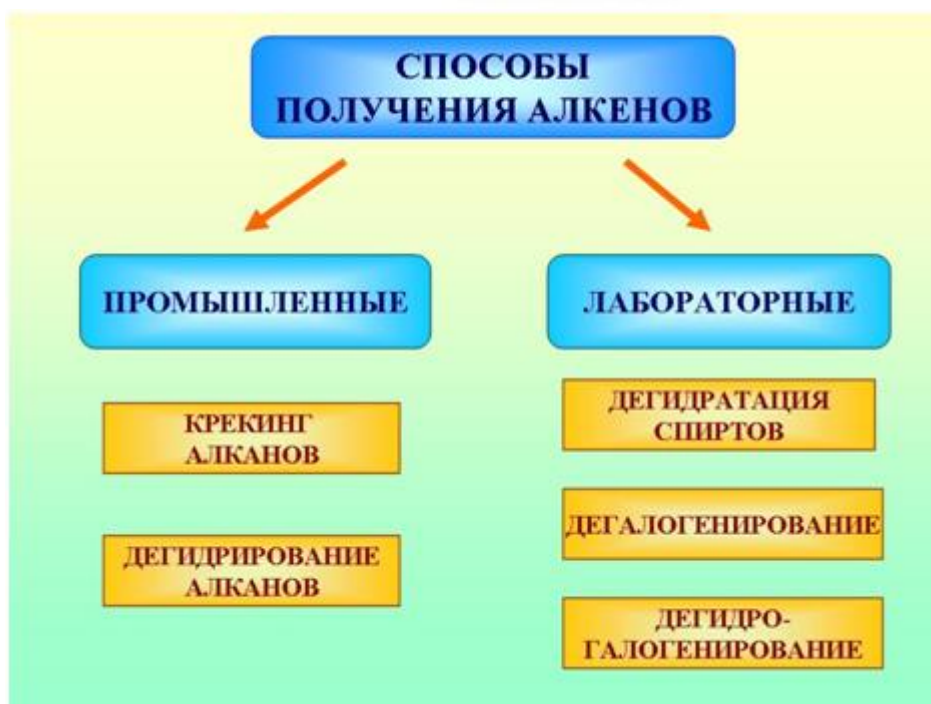 СПОСОБЫ
ПОЛУЧЕНИЯ АЛКЕНОВ
ПРОМЫШЛЕННЫЕ
КРЕКИНГ
АЛКАНОВ
ДЕГИДРИРОВАНИЕ
АЛКАНОВ
ЛАБОРАТОРНЫЕ
ДЕГИДРАТАЦИЯ
СПИРТОВ
ДЕГАЛОГЕНИРОВАНИЕ
ДЕГИДРО-
ГАЛОГЕНИРОВАНИЕ